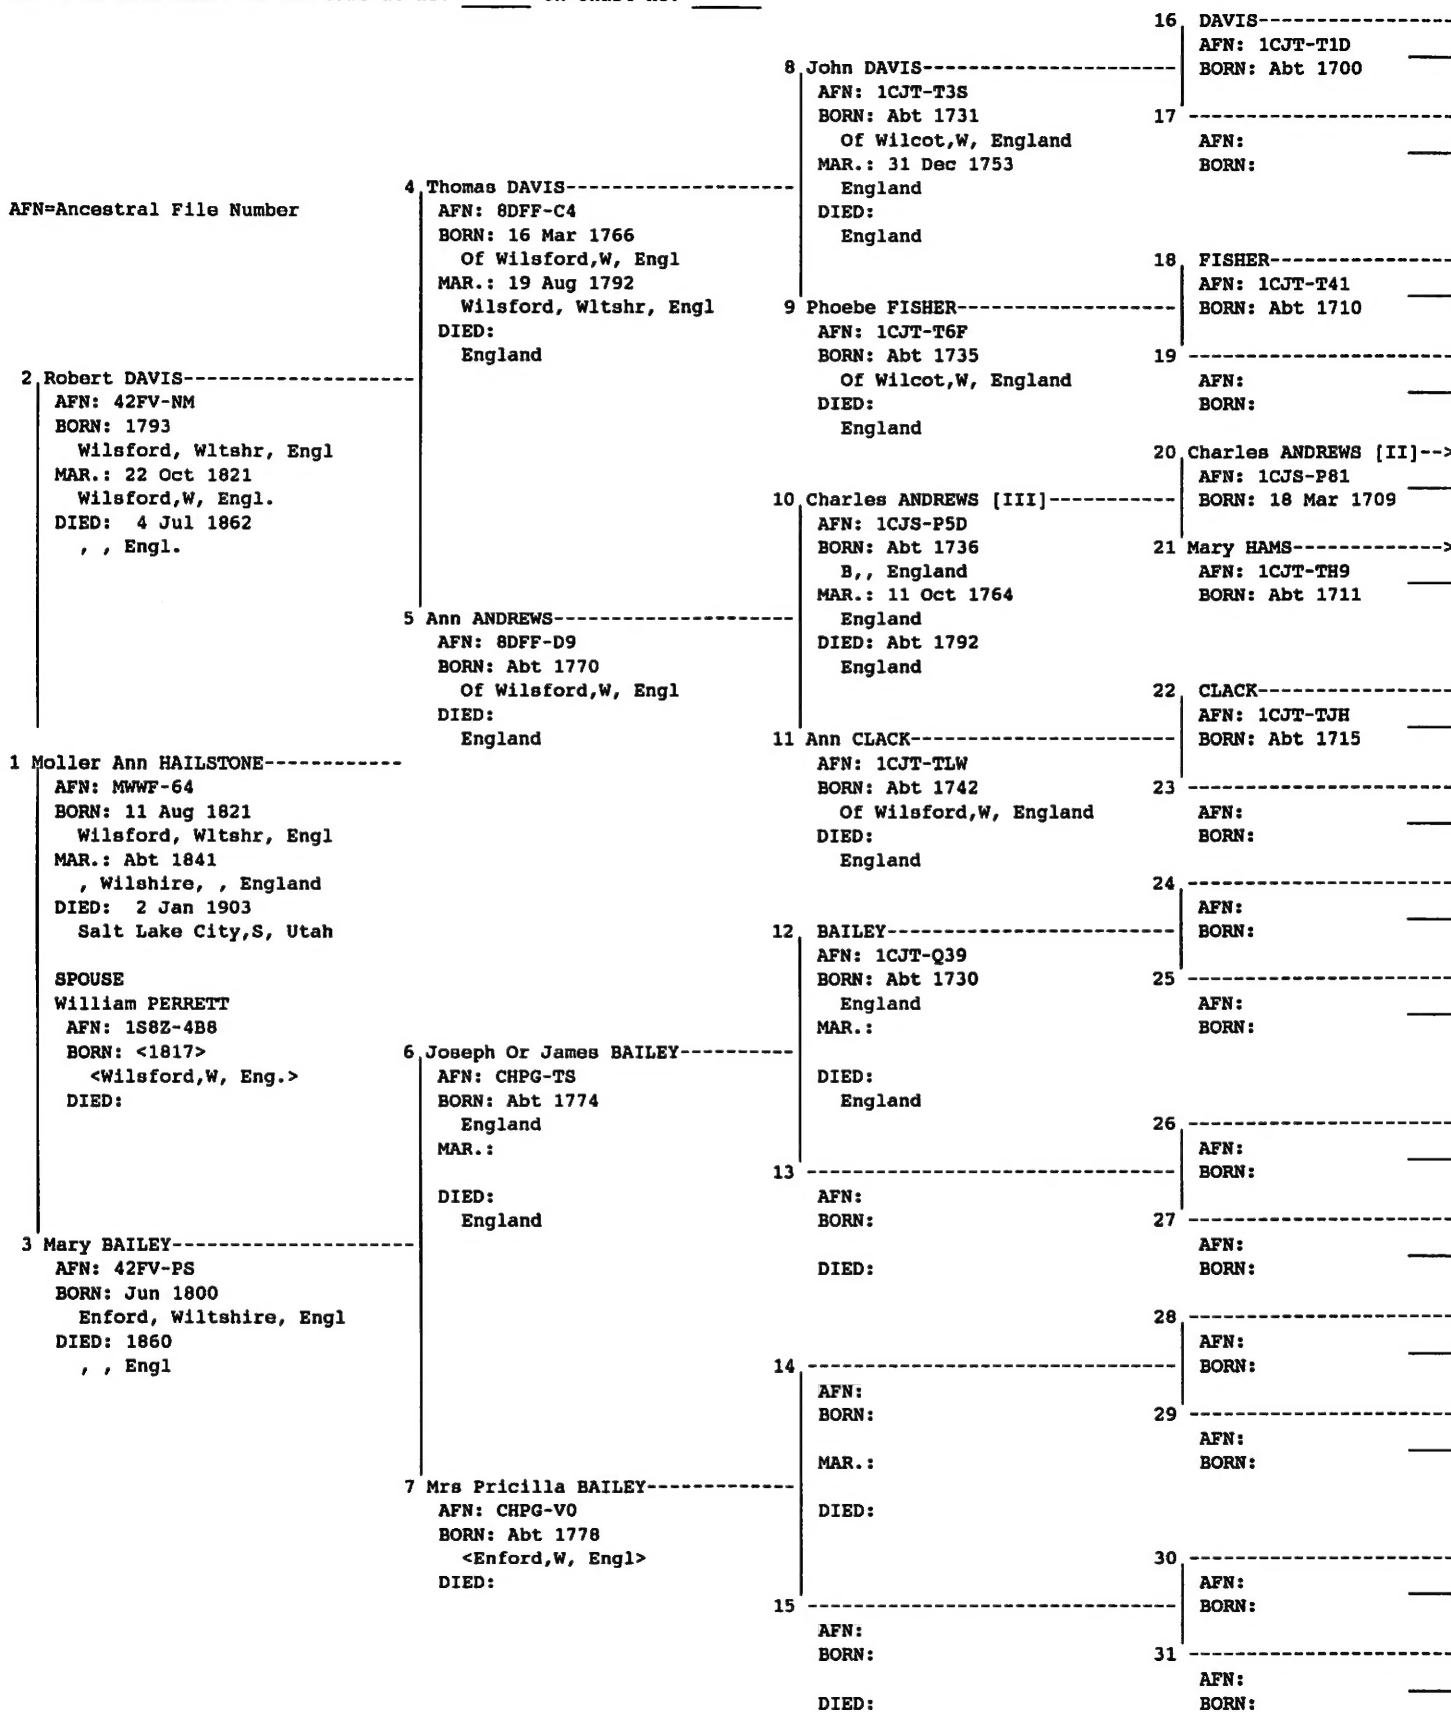 AFN=Ancestral File Number
1 Moller Ann HAILSTONE------------
AFN: MWWF-64
BORN: 11 Aug 1821
Wilsford, Wltshr, Engl
MAR.: Abt 1841
, Wilshire, , England
DIED: 2 Jan 1903
Salt Lake City,S, Utah
SPOUSE
William PERRETT
AFN: 1S8Z-4B8
BORN: <1817>
<Wilsford,W, Eng.>
DIED:
2 Robert DAVIS--------------------
AFN: 42FV-NM
BORN: 1793
Wilsford, Wltshr, Engl
MAR.: 22 Oct 1821
Wilsford,W, Engl.
DIED: 4 Jul 1862
, , Engl.
3 Mary BAILEY---------------------
AFN: 42FV-PS
BORN: Jun 1800
Enford, Wiltshire, Engl
DIED: 1860
, , Engl
4 Thomas DAVIS--------------------
AFN: 8DFF-C4
BORN: 16 Mar 1766
Of Wilsford,W, Engl
MAR.: 19 Aug 1792
Wilsford, Wltshr, Engl
DIED:
England
5 Ann ANDREWS---------------------
AFN: 8DFF-D9
BORN: Abt 1770
Of Wilsford,W, Engl
DIED:
England
6 Joseph Or James BAILEY----------
AFN: CHPG-TS
BORN: Abt 1774
England
MAR.:
DIED:
England
7 Mrs Pricilla BAILEY-------------
AFN: CHPG-V0
BORN: Abt 1778
<Enford,W, Engl>
DIED:
8 John DAVIS----------------------
AFN: 1CJT-T3S
BORN: Abt 1731
Of Wilcot,W, England
MAR.: 31 Dec 1753
England
DIED:
England
9 Phoebe FISHER-------------------
AFN: 1CJT-T6F
BORN: Abt 1735
Of Wilcot,W, England
DIED:
England
10 Charles ANDREWS [III]-----------
AFN: 1CJS-P5D
BORN: Abt 1736
B,, England
MAR.: 11 Oct 1764
England
DIED: Abt 1792
England
11 Ann CLACK-----------------------
AFN: 1CJT-TLW
BORN: Abt 1742
Of Wilsford,W, England
DIED:
England
12 BAILEY-------------------------
AFN: 1CJT-Q39
BORN: Abt 1730
England
MAR.:
DIED:
England
13 --------------------------------
AFN:
BORN:
DIED:
14 --------------------------------
AFN:
BORN:
MAR.:
DIED:
15 --------------------------------
AFN:
BORN:
DIED:
16 DAVIS-----------------
AFN: 1CJT-T1D
BORN: Abt 1700
17 -----------------------
AFN:
BORN:
18 FISHER----------------
AFN: 1CJT-T41
BORN: Abt 1710
19 -----------------------
AFN:
BORN:
20 Charles ANDREWS [II]-->
AFN: 1CJS-P81
BORN: 18 Mar 1709
21 Mary HAMS------------->
AFN: 1CJT-TH9
BORN: Abt 1711
22 CLACK-----------------
AFN: 1CJT-TJH
BORN: Abt 1715
23 -----------------------
AFN:
BORN:
24 -----------------------
AFN:
BORN:
25 -----------------------
AFN:
BORN:
26 -----------------------
AFN:
BORN:
27 -----------------------
AFN:
BORN:
28 -----------------------
AFN:
BORN:
29 -----------------------
AFN:
BORN:
30 -----------------------
AFN:
BORN:
31 -----------------------
AFN:
BORN: